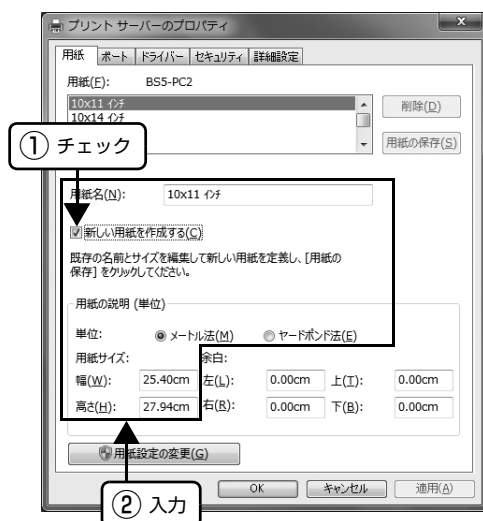 プリント サーバーのプロパティ
x
用紙 ポート ドライバー セキュリティ 詳細設定
用紙(F): BS5-PC2
10x11 インチ
10x14 インチ
削除(D)
用紙の保存(S)
① チェック
用紙名(N): 10x11 インチ
新しい用紙を作成する(C)
既存の名前とサイズを編集して新しい用紙を定義し、[用紙の
保存] をクリックしてください。
用紙の説明 (単位)
単位: メートル法(M) ヤードポンド法(E)
用紙サイズ: 余白:
幅(W): 25.40cm 左(L): 0.00cm 上(T): 0.00cm
高さ(H): 27.94cm 右(R): 0.00cm 下(B): 0.00cm
用紙設定の変更(G)
OK キャンセル 適用(A)
② 入力